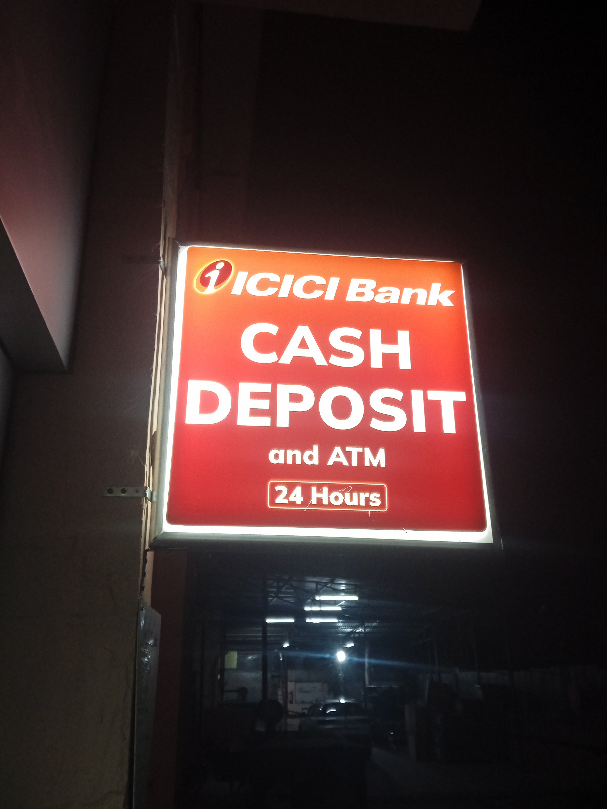 i ICICI Bank
CASH
DEPOSIT
and ATM
24 Hours